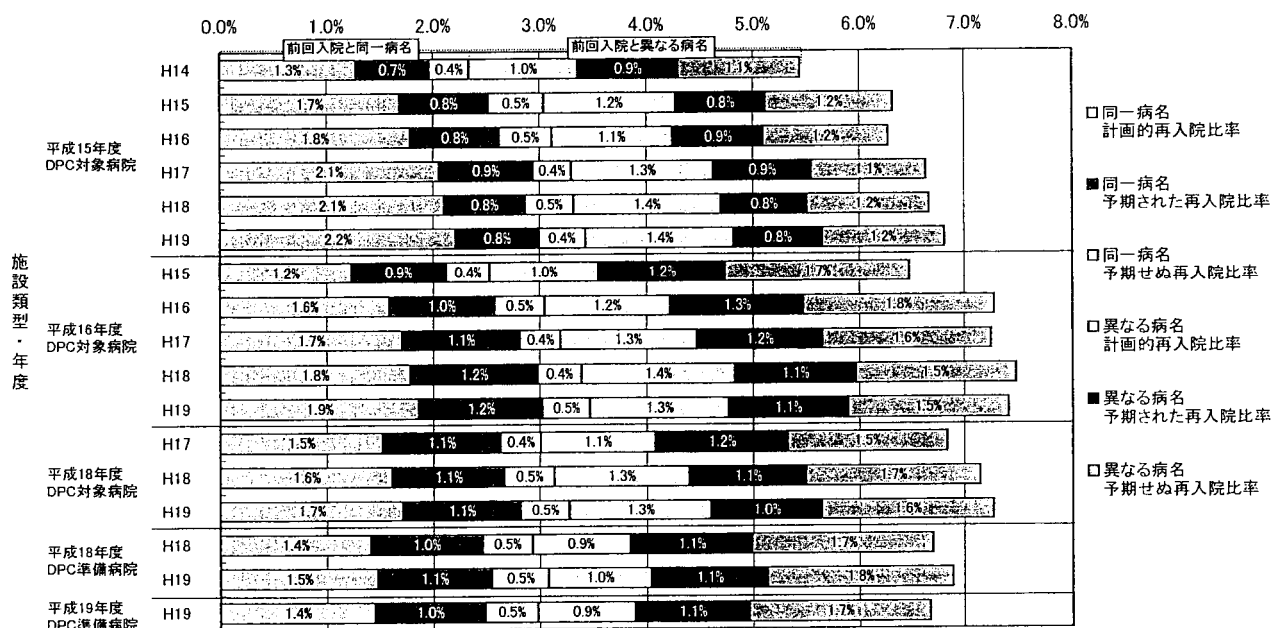 0.0% 1.0% 2.0% 3.0% 4.0% 5.0% 6.0% 7.0% 8.0%
前回入院と同一病名 前回入院と異なる病名
H14 1.3% 0.7% 0.4% 1.0% 0.9% 1.1%
H15 1.7% 0.8% 0.5% 1.2% 0.8% 1.2%
H16 1.8% 0.8% 0.5% 1.1% 0.9% 1.2%
平成15年度
DPC対象病院
H17 2.1% 0.9% 0.4% 1.3% 0.9% 1.1%
H18 2.1% 0.8% 0.5% 1.4% 0.8% 1.2%
H19 2.2% 0.8% 0.4% 1.4% 0.8% 1.2%
H15 1.2% 0.9% 0.4% 1.0% 1.2% 1.7%
H16 1.6% 1.0% 0.5% 1.2% 1.3% 1.8%
平成16年度
DPC対象病院
H17 1.7% 1.1% 0.4% 1.3% 1.2% 1.6%
H18 1.8% 1.2% 0.4% 1.4% 1.1% 1.5%
H19 1.9% 1.2% 0.5% 1.3% 1.1% 1.5%
H17 1.5% 1.1% 0.4% 1.1% 1.2% 1.5%
平成18年度
DPC対象病院
H18 1.6% 1.1% 0.5% 1.3% 1.1% 1.7%
H19 1.7% 1.1% 0.5% 1.3% 1.0% 1.6%
平成18年度
DPC準備病院
H18 1.4% 1.0% 0.5% 0.9% 1.1% 1.7%
H19 1.5% 1.1% 0.5% 1.0% 1.1% 1.8%
平成19年度
DPC準備病院
H19 1.4% 1.0% 0.5% 0.9% 1.1% 1.7%
施設類型・年度
同一病名
計画的再入院比率
同一病名
予期された再入院比率
同一病名
予期せぬ再入院比率
異なる病名
計画的再入院比率
異なる病名
予期された再入院比率
異なる病名
予期せぬ再入院比率